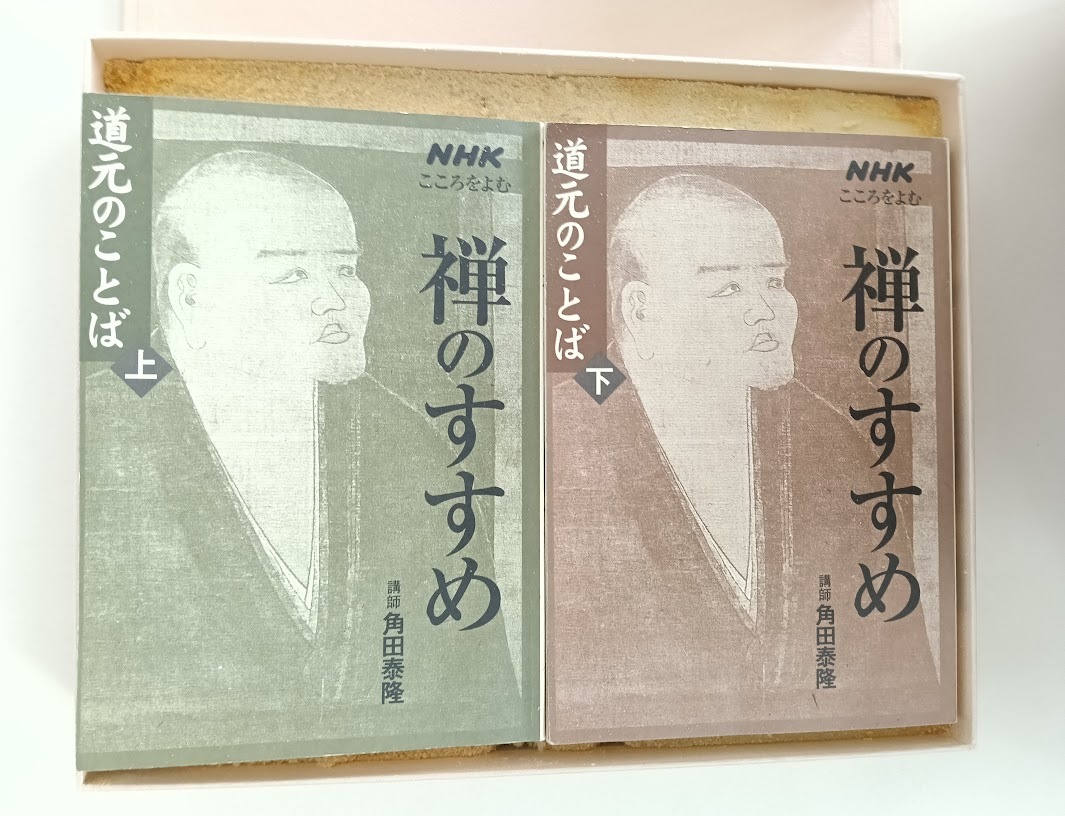 道元のことば
上
NHK
こころをよむ
禅のすすめ
講師 角田泰隆
道元のことば
下
NHK
こころをよむ
禅のすすめ
講師 角田泰隆